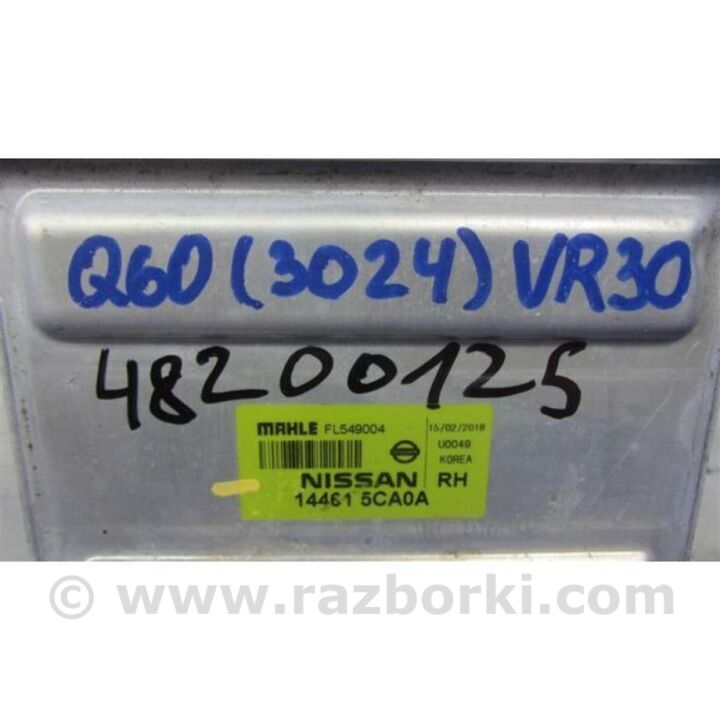 Q60 (3024) VR30
48200125
MAHLE FL549004 15/02/2018
U0049
KOREA
NISSAN RH
14461 5CA0A
© www.razborki.com